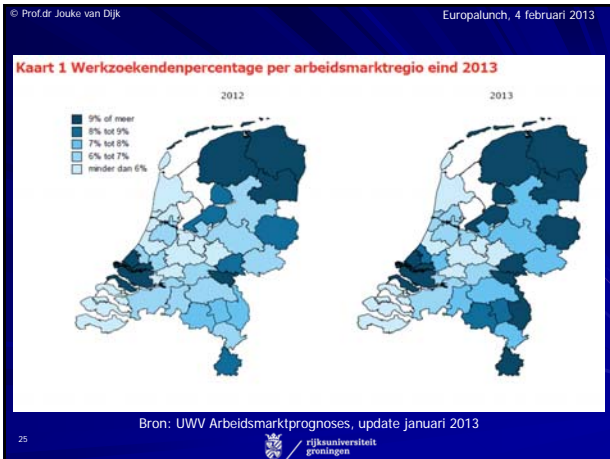 © Prof.dr Jouke van Dijk
Europalunch, 4 februari 2013
Kaart 1 Werkzoekendenpercentage per arbeidsmarktregio eind 2013
2012
2013
9% of meer
8% tot 9%
7% tot 8%
6% tot 7%
minder dan 6%
Bron: UWV Arbeidsmarktprognoses, update januari 2013
25
rijksuniversiteit
groningen